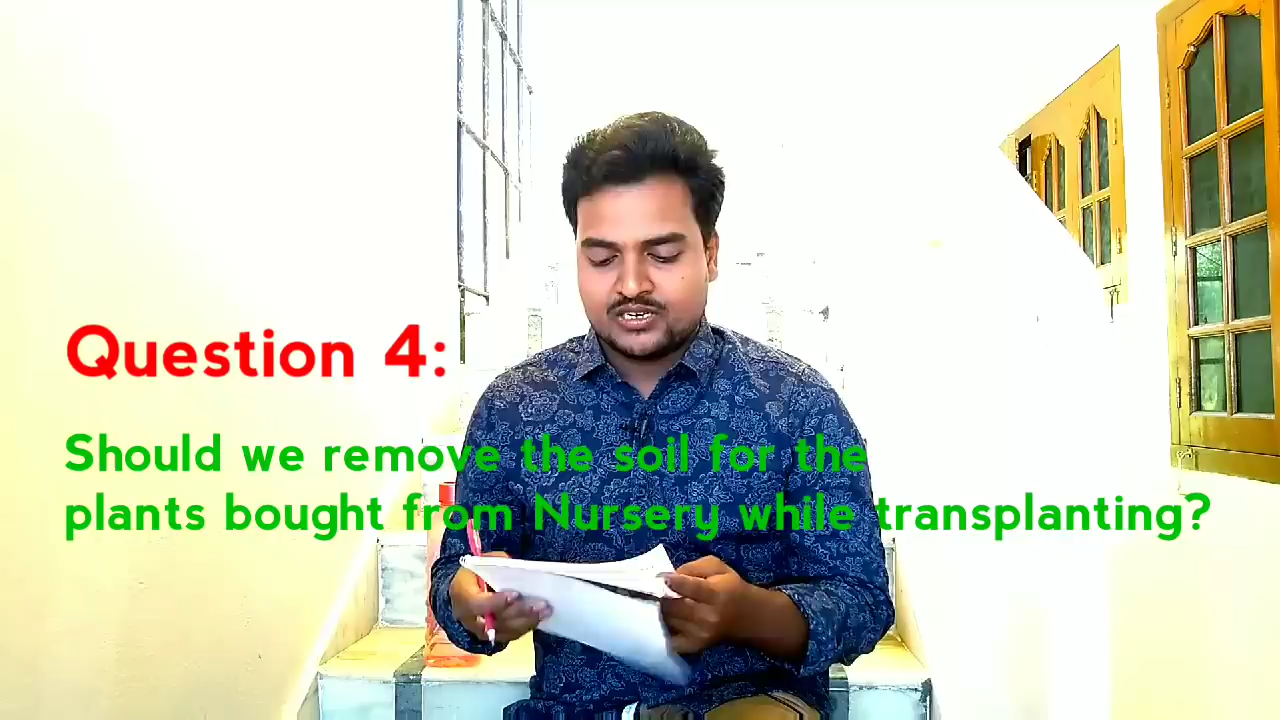 Question 4:
Should we remove the soil for the
plants bought from Nursery while transplanting?